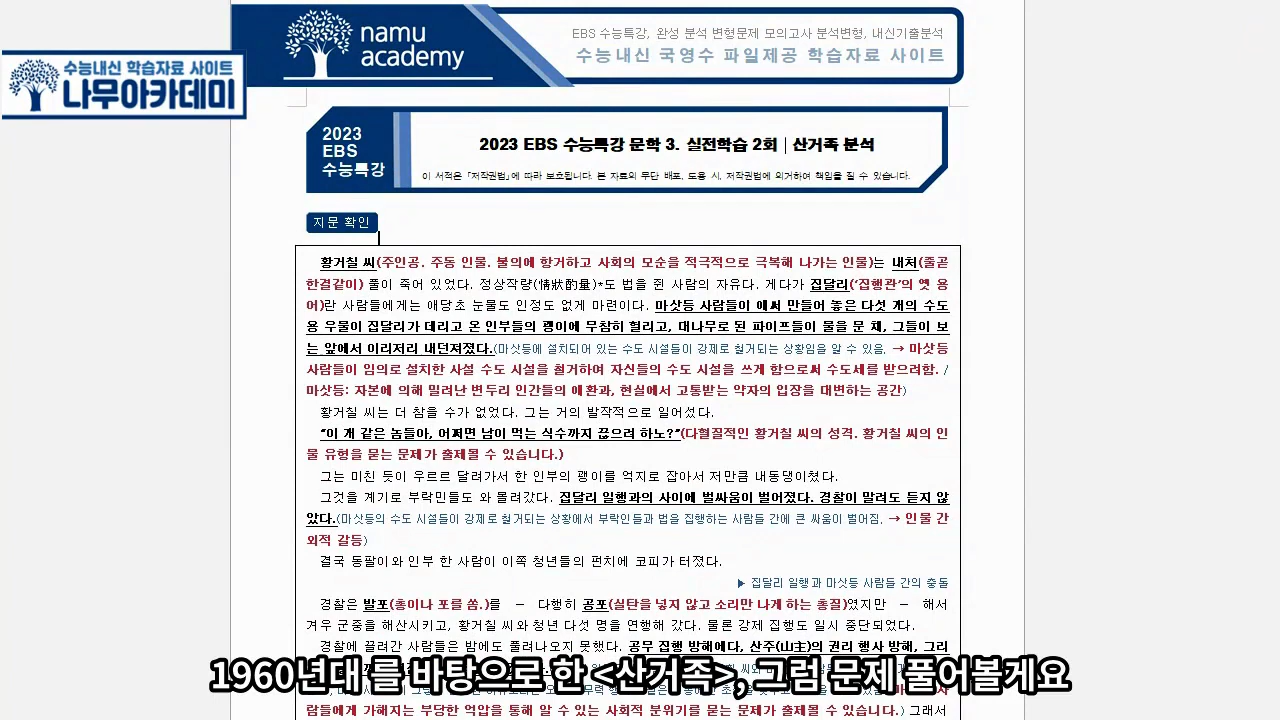 namu
academy
EBS 수능특강, 완성 분석 변형문제 모의고사 분석변형, 내신기출분석
수능내신 국영수 파일제공 학습자료 사이트
수능내신 학습자료 사이트
나무아카데미
2023
EBS
수능특강
2023 EBS 수능특강 문학 3. 실전학습 2회 | 산거족 분석
이 서적은 「저작권법」에 따라 보호됩니다. 본 자료의 무단 배포, 도용 시, 저작권법에 의거하여 책임을 질 수 있습니다.
지문 확인
황거칠 씨(주인공. 주동 인물. 불의에 항거하고 사회의 모순을 적극적으로 극복해 나가는 인물)는 내처(줄곧
한결같이) 풀이 죽어 있었다. 정상작량(情狀酌量)*도 법을 쥔 사람의 자유다. 게다가 집달리('집행관'의 옛 용
어)란 사람들에게는 애당초 눈물도 인정도 없게 마련이다. 마삿등 사람들이 애써 만들어 놓은 다섯 개의 수도
용 우물이 집달리가 데리고 온 인부들의 괭이에 무참히 헐리고, 대나무로 된 파이프들이 물을 문 채, 그들이 보
는 앞에서 이리저리 내던져졌다.(마삿등에 설치되어 있는 수도 시설들이 강제로 철거되는 상황임을 알 수 있음. → 마삿등
사람들이 임의로 설치한 사설 수도 시설을 철거하여 자신들의 수도 시설을 쓰게 함으로써 수도세를 받으려함. /
마삿등: 자본에 의해 밀려난 변두리 인간들의 애환과, 현실에서 고통받는 약자의 입장을 대변하는 공간)
황거칠 씨는 더 참을 수가 없었다. 그는 거의 발작적으로 일어섰다.
"이 개 같은 놈들아, 어쩌면 남이 먹는 식수까지 끊으려 하노?"(다혈질적인 황거칠 씨의 성격. 황거칠 씨의 인
물 유형을 묻는 문제가 출제될 수 있습니다.)
그는 미친 듯이 우르르 달려가서 한 인부의 괭이를 억지로 잡아서 저만큼 내동댕이쳤다.
그것을 계기로 부락민들도 와 몰려갔다. 집달리 일행과의 사이에 벌싸움이 벌어졌다. 경찰이 말려도 듣지 않
았다.(마삿등의 수도 시설들이 강제로 철거되는 상황에서 부락인들과 법을 집행하는 사람들 간에 큰 싸움이 벌어짐. → 인물 간
외적 갈등)
결국 동팔이와 인부 한 사람이 이쪽 청년들의 펀치에 코피가 터졌다.
▶ 집달리 일행과 마삿등 사람들 간의 충돌
경찰은 발포(총이나 포를 쏨.)를 － 다행히 공포(실탄을 넣지 않고 소리만 나게 하는 총질)였지만 － 해서
겨우 군중을 해산시키고, 황거칠 씨와 청년 다섯 명을 연행해 갔다. 물론 강제 집행도 일시 중단되었다.
경찰에 끌려간 사람들은 밤에도 풀려나오지 못했다. 공무 집행 방해에다, 산주(山主)의 권리 행사 방해, 그리
1960년대 를 바탕으로 한 <산거족>, 그럼 문제 풀어볼게요
람들에게 가해지는 부당한 억압을 통해 알 수 있는 사회적 분위기를 묻는 문제가 출제될 수 있습니다.) 그래서